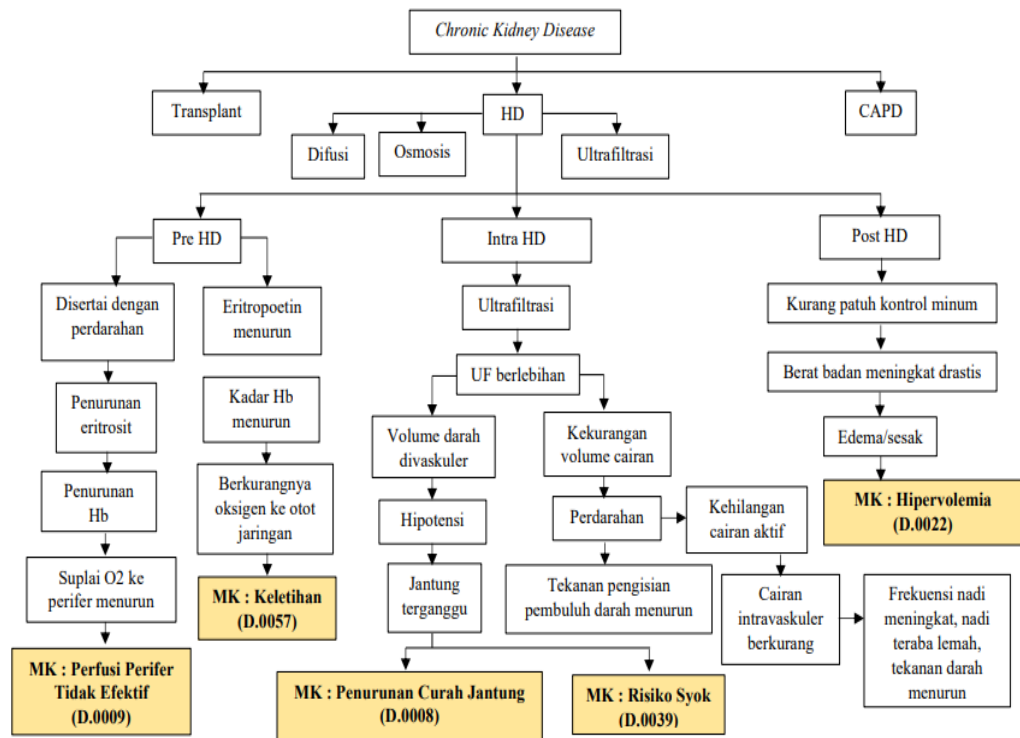 Chronic Kidney Disease
Transplant
HD
CAPD
Difusi
Osmosis
Ultrafiltrasi
Pre HD
Intra HD
Post HD
Disertai dengan
perdarahan
Penurunan
eritrosit
Penurunan
Hb
Suplai O2 ke
perifer menurun
MK : Perfusi Perifer
Tidak Efektif
(D.0009)
Eritropoetin
menurun
Kadar Hb
menurun
Berkurangnya
oksigen ke otot
jaringan
MK : Keletihan
(D.0057)
Ultrafiltrasi
UF berlebihan
Volume darah
divaskuler
Hipotensi
Jantung
terganggu
MK : Penurunan Curah Jantung
(D.0008)
MK : Risiko Syok
(D.0039)
Kekurangan
volume cairan
Perdarahan
Tekanan pengisian
pembuluh darah menurun
Kehilangan
cairan aktif
Cairan
intravaskuler
berkurang
Frekuensi nadi
meningkat, nadi
teraba lemah,
tekanan darah
menurun
Kurang patuh kontrol minum
Berat badan meningkat drastis
Edema/sesak
MK : Hipervolemia
(D.0022)